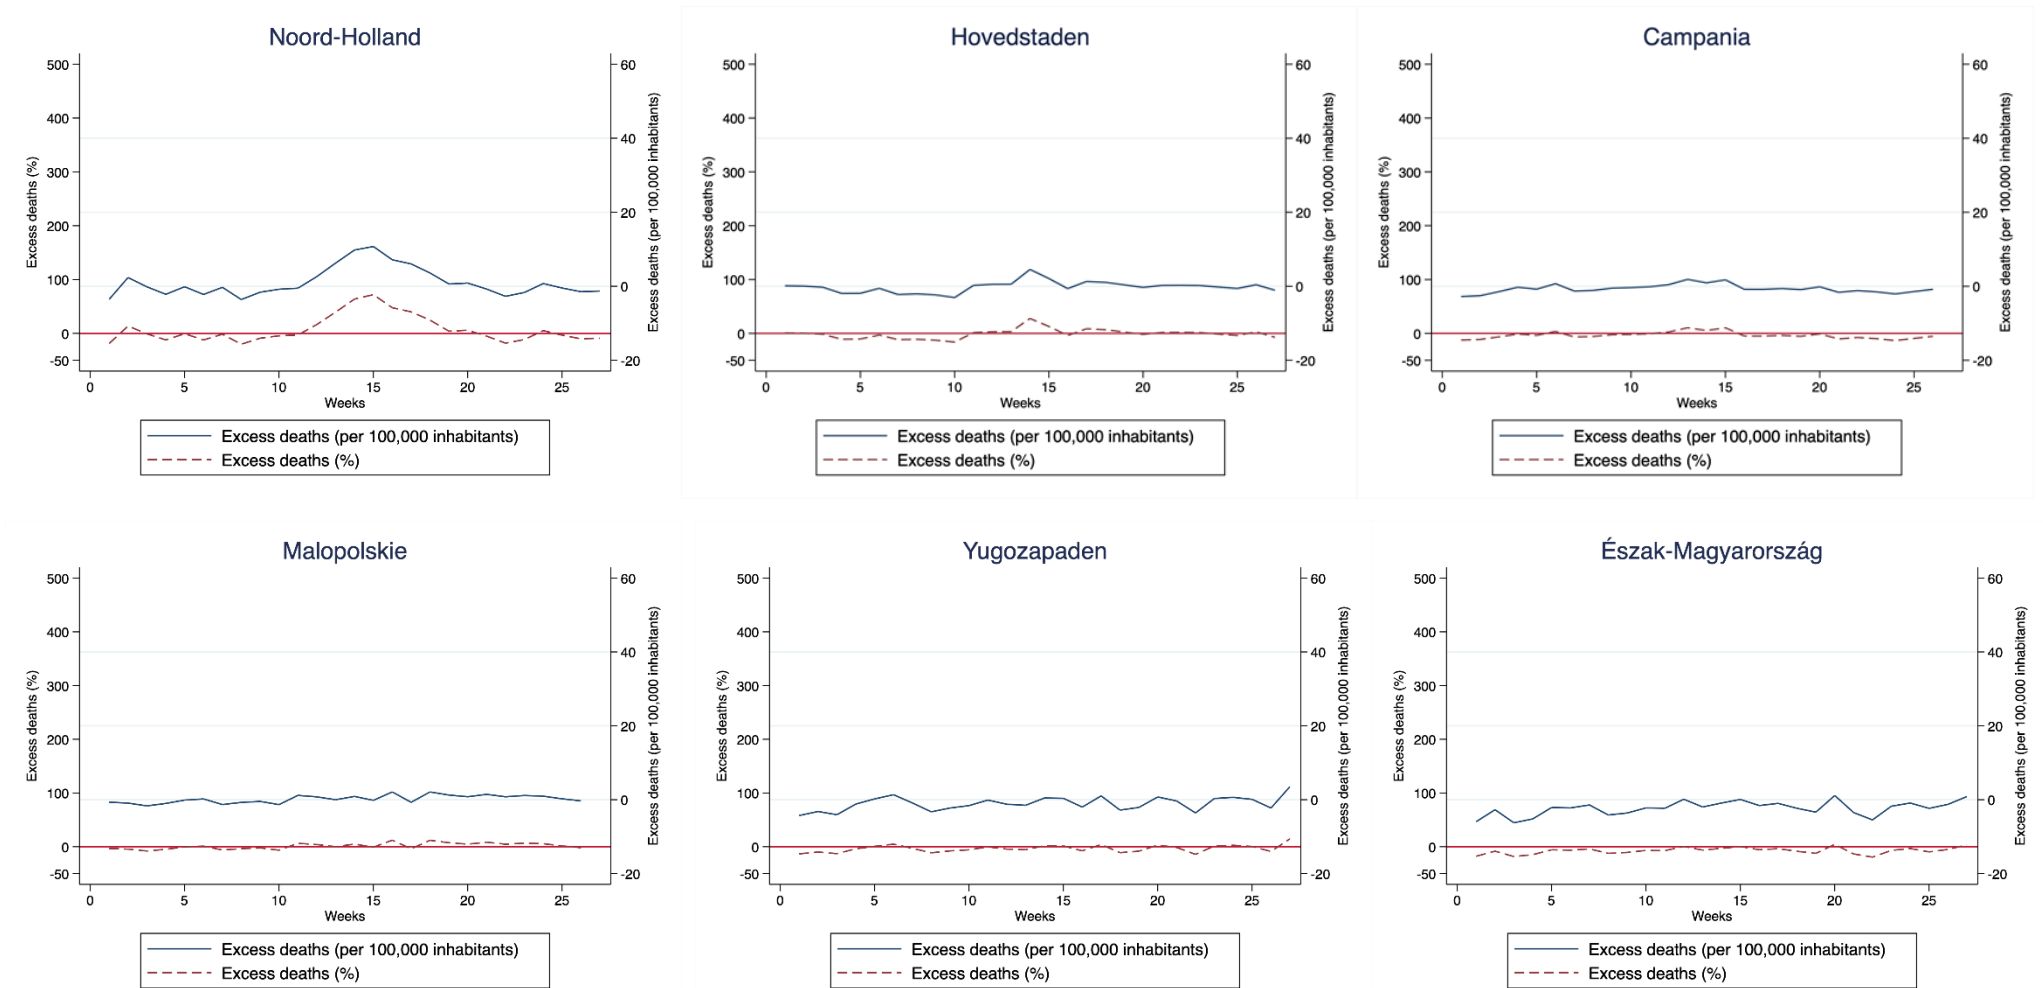 Noord-Holland
Excess deaths (%)
500
400
300
200
100
0
-50
60
40
20
0
-20
Excess deaths (per 100,000 inhabitants)
0 5 10 15 20 25
Weeks
Excess deaths (per 100,000 inhabitants)
Excess deaths (%)
Hovedstaden
Excess deaths (%)
500
400
300
200
100
0
-50
60
40
20
0
-20
Excess deaths (per 100,000 inhabitants)
0 5 10 15 20 25
Weeks
Excess deaths (per 100,000 inhabitants)
Excess deaths (%)
Campania
Excess deaths (%)
500
400
300
200
100
0
-50
60
40
20
0
-20
Excess deaths (per 100,000 inhabitants)
0 5 10 15 20 25
Weeks
Excess deaths (per 100,000 inhabitants)
Excess deaths (%)
Malopolskie
Excess deaths (%)
500
400
300
200
100
0
-50
60
40
20
0
-20
Excess deaths (per 100,000 inhabitants)
0 5 10 15 20 25
Weeks
Excess deaths (per 100,000 inhabitants)
Excess deaths (%)
Yugozapaden
Excess deaths (%)
500
400
300
200
100
0
-50
60
40
20
0
-20
Excess deaths (per 100,000 inhabitants)
0 5 10 15 20 25
Weeks
Excess deaths (per 100,000 inhabitants)
Excess deaths (%)
Észak-Magyarország
Excess deaths (%)
500
400
300
200
100
0
-50
60
40
20
0
-20
Excess deaths (per 100,000 inhabitants)
0 5 10 15 20 25
Weeks
Excess deaths (per 100,000 inhabitants)
Excess deaths (%)